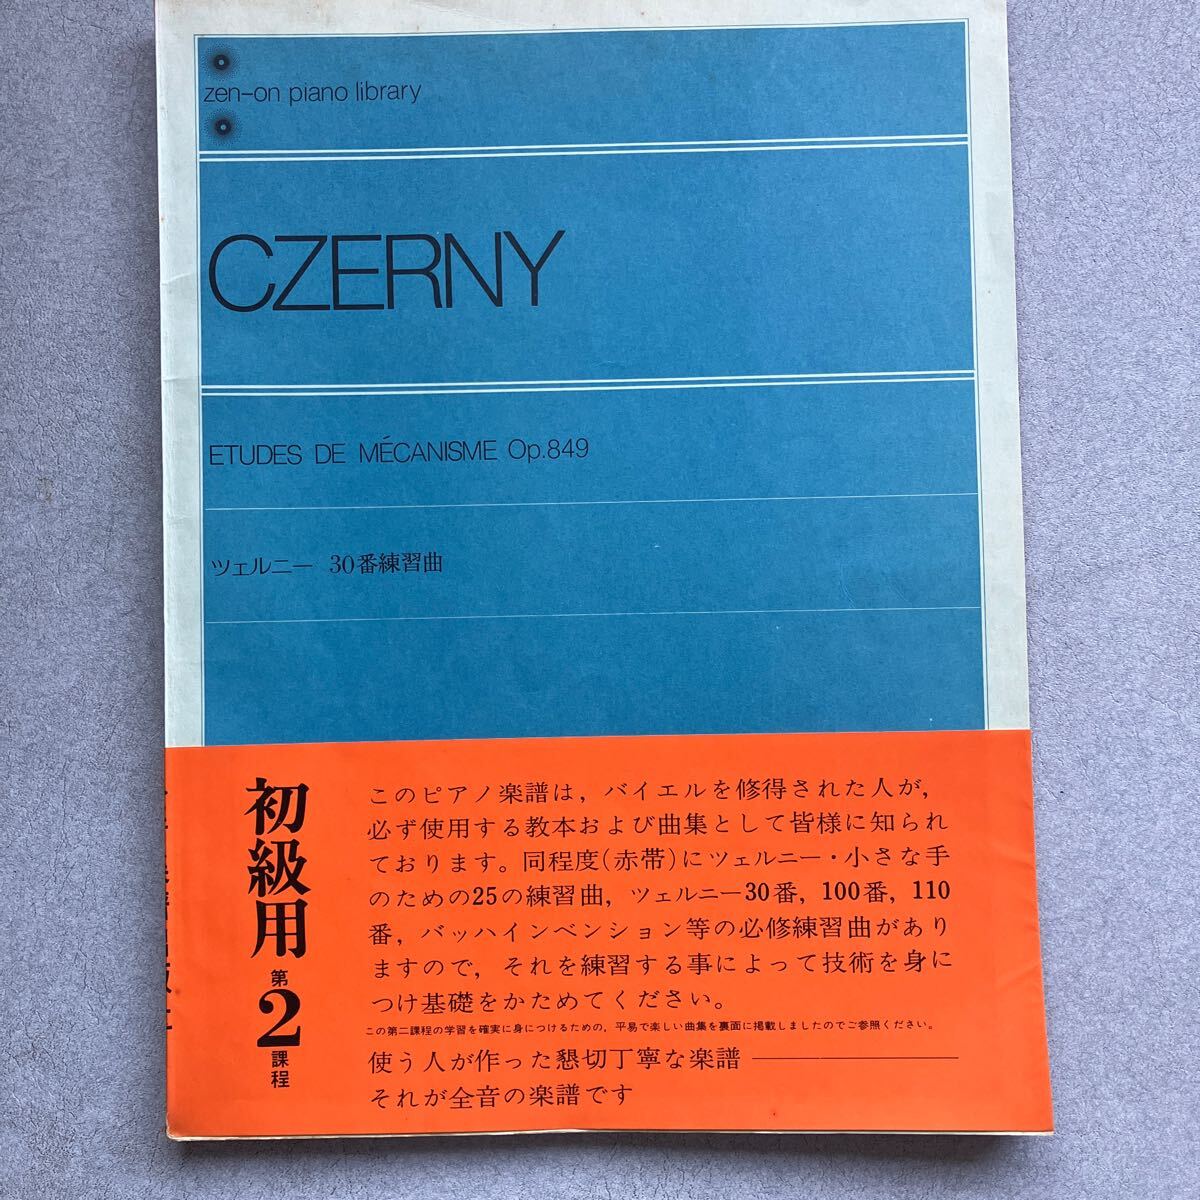 zen-on piano library
CZERNY
ETUDES DE MÉCANISME Op.849
ツェルニー 30番練習曲
初級用
第
2
課程
このピアノ楽譜は，バイエルを修得された人が，
必ず使用する教本および曲集として皆様に知られ
ております。同程度(赤帯)にツェルニー・小さな手
のための25の練習曲，ツェルニー30番，100番，110
番，バッハインベンション等の必修練習曲があり
ますので，それを練習する事によって技術を身に
つけ基礎をかためてください。
この第二課程の学習を確実に身につけるための，平易で楽しい曲集を裏面に掲載しましたのでご参照ください。
使う人が作った懇切丁寧な楽譜
それが全音の楽譜です